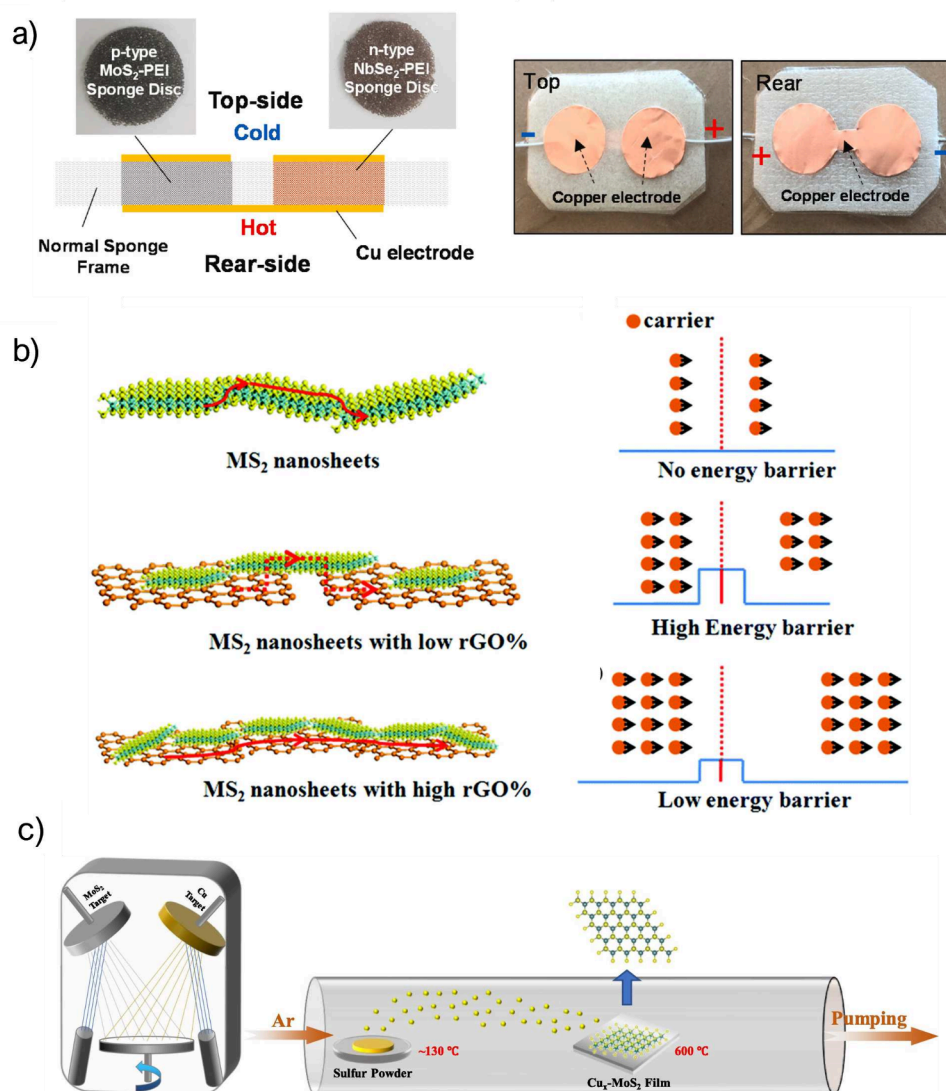 a)
p-type
MoS₂-PEI
Sponge Disc
n-type
NbSe₂-PEI
Sponge Disc
Top-side
Cold
Hot
Rear-side
Normal Sponge
Frame
Cu electrode
Top
-
+
Copper electrode
Rear
+
-
Copper electrode
b)
carrier
MS₂ nanosheets
No energy barrier
MS₂ nanosheets with low rGO%
High Energy barrier
)
MS₂ nanosheets with high rGO%
Low energy barrier
c)
MoS₂
Target
Cu
Target
Ar
~130 °C
Sulfur Powder
600 °C
Cuₓ-MoS₂ Film
Pumping